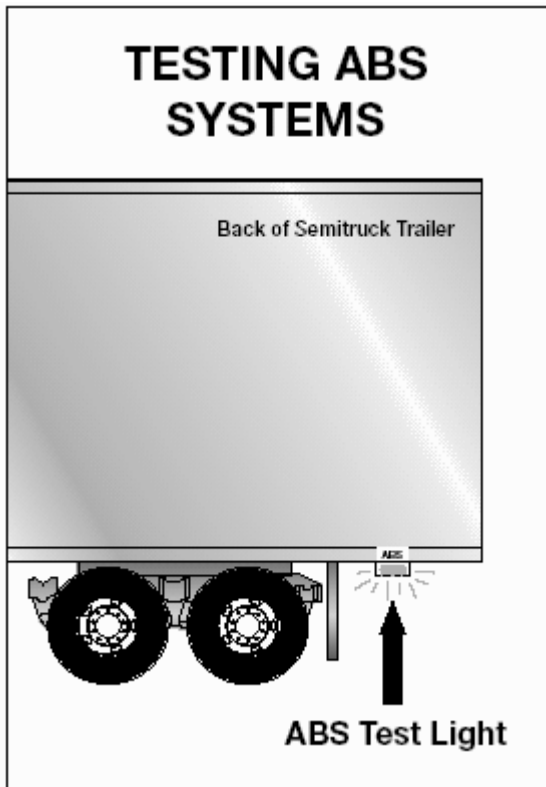 TESTING ABS
SYSTEMS
Back of Semitruck Trailer
ABS
ABS Test Light